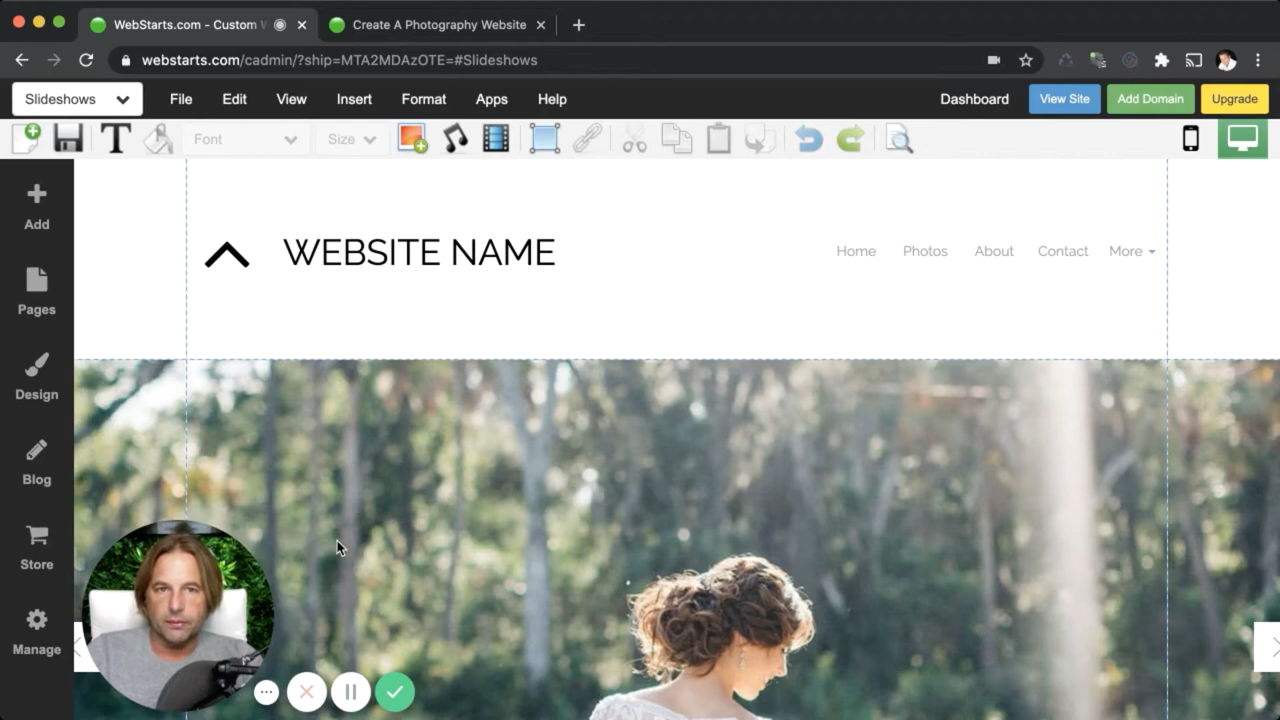 WebStarts.com - Custom W
Create A Photography Website
webstarts.com/cadmin/?ship=MTA2MDAzOTE=#Slideshows
Slideshows File Edit View Insert Format Apps Help Dashboard View Site Add Domain Upgrade
T Font Size
Add
Pages
Design
Blog
Store
Manage
WEBSITE NAME
Home Photos About Contact More